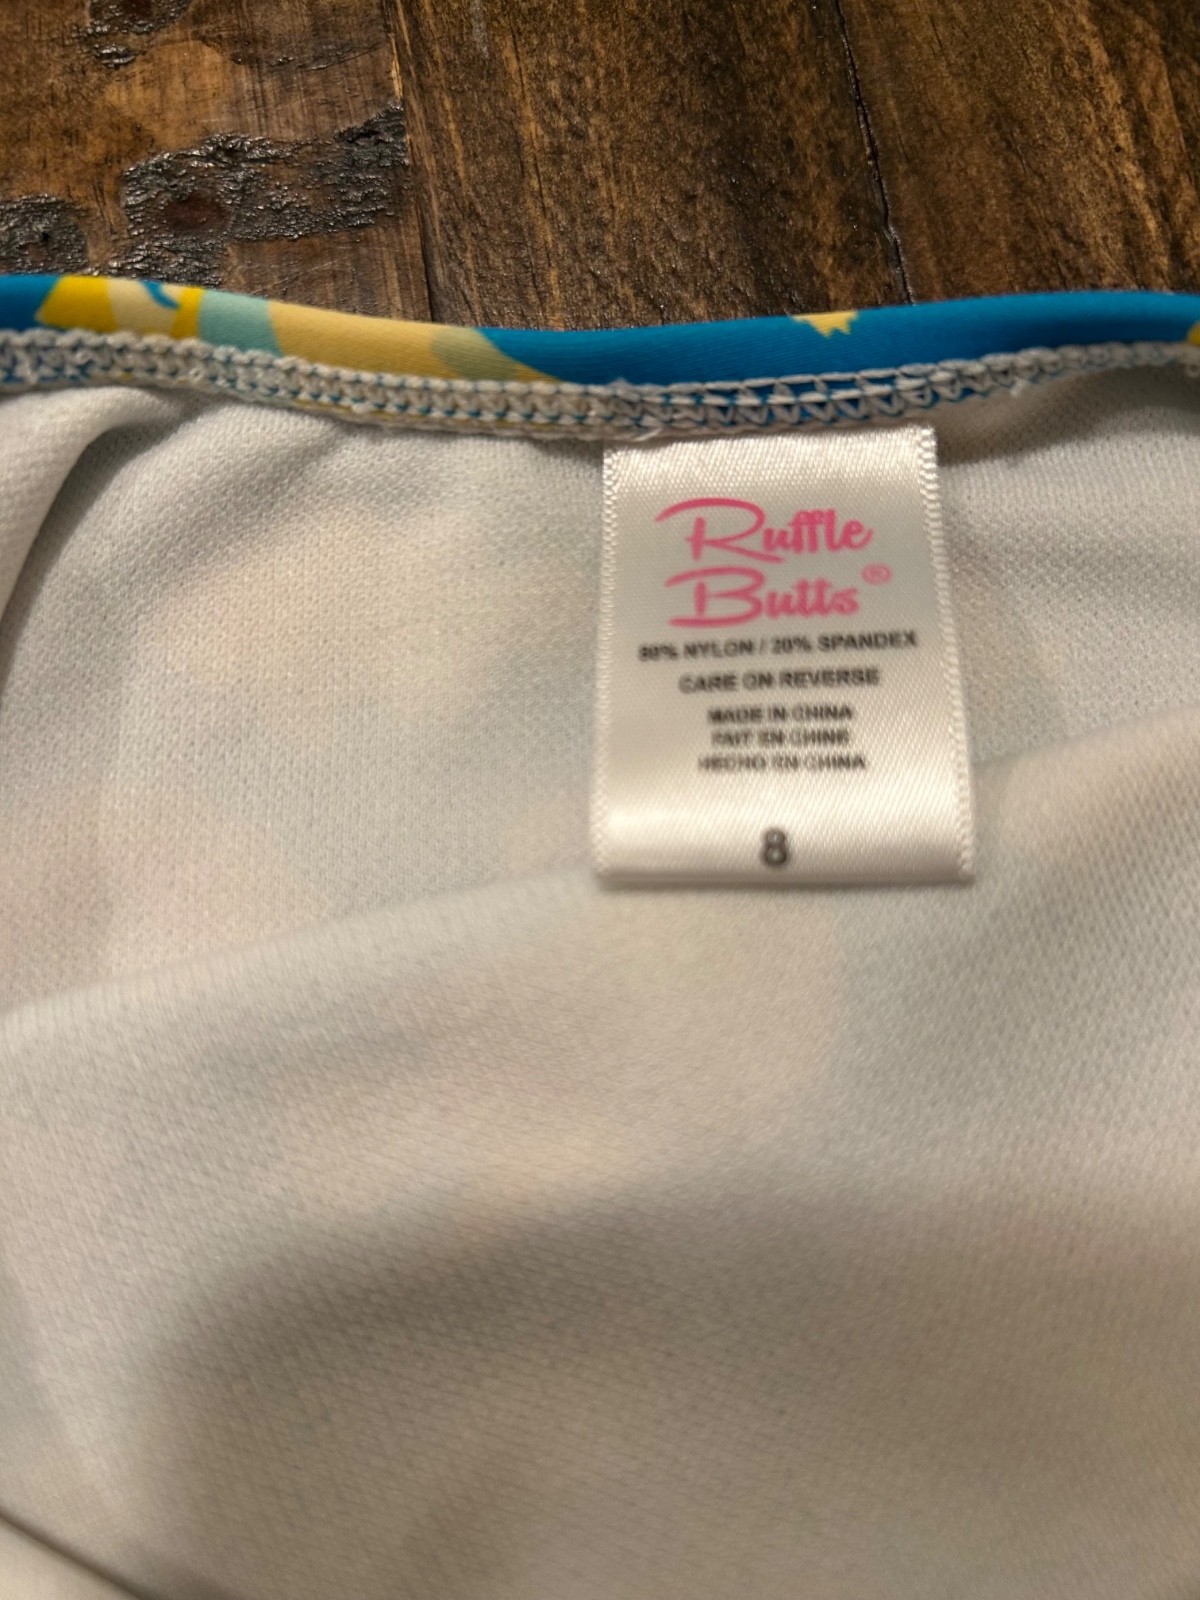 Ruffle
Butts®
80% NYLON / 20% SPANDEX
CARE ON REVERSE
MADE IN CHINA
FAIT EN CHINE
HECHO EN CHINA
8